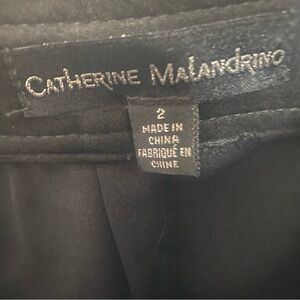 CATHERINE MALANDRINO
2
MADE IN
CHINA
FABRIQUÉ EN
CHINE